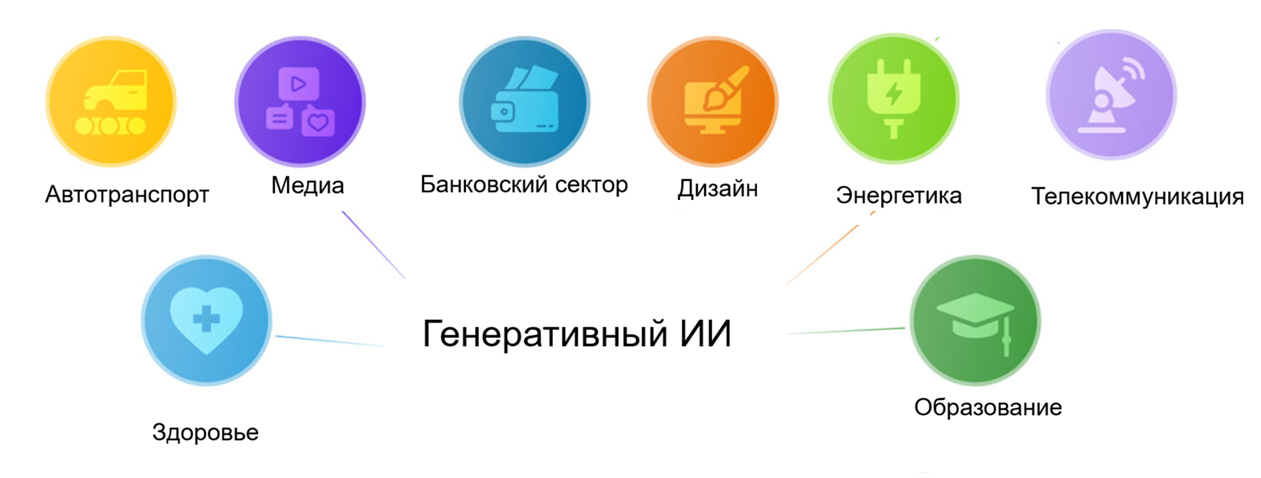 Автотранспорт
Медиа
Банковский сектор
Дизайн
Энергетика
Телекоммуникация
Генеративный ИИ
Образование
Здоровье